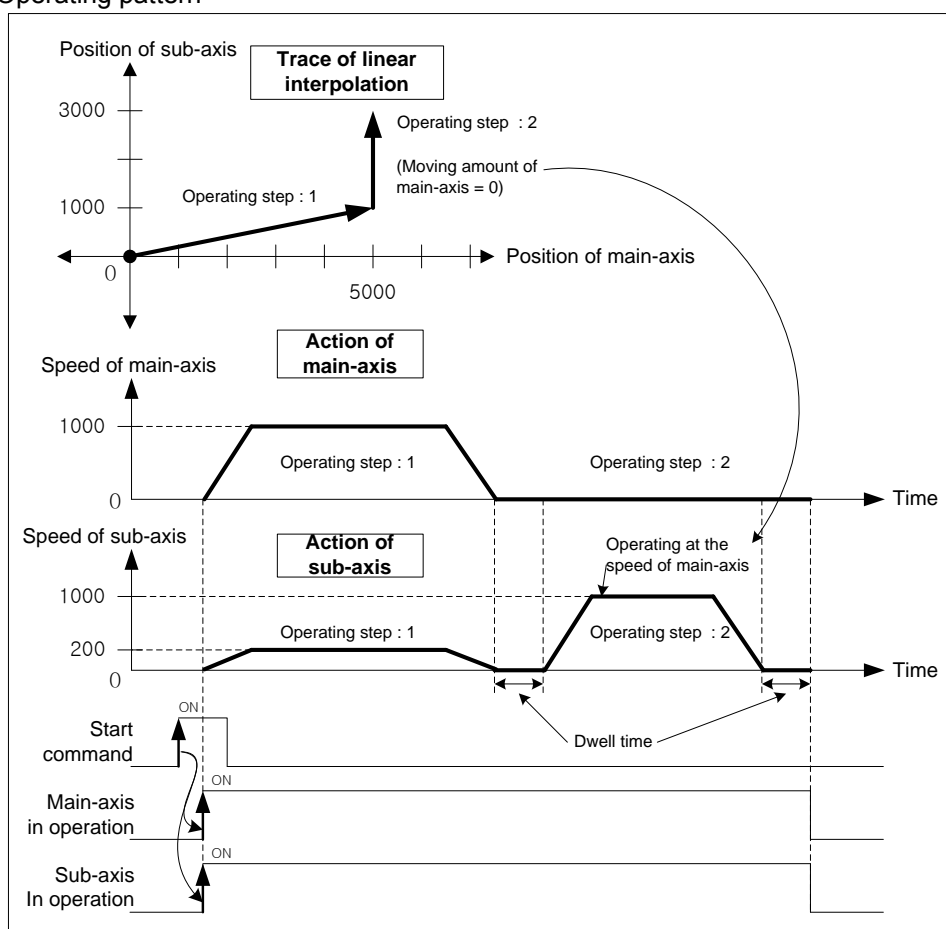 Operating pattern
Position of sub-axis
Trace of linear
interpolation
3000
Operating step : 2
(Moving amount of
main-axis = 0)
Operating step : 1
1000
Position of main-axis
0
5000
Action of
main-axis
Speed of main-axis
1000
Operating step : 1
Operating step : 2
0
Time
Speed of sub-axis
Action of
sub-axis
Operating at the
speed of main-axis
1000
Operating step : 1
Operating step : 2
200
0
Time
ON
Start
command
Dwell time
ON
Main-axis
in operation
ON
Sub-axis
In operation